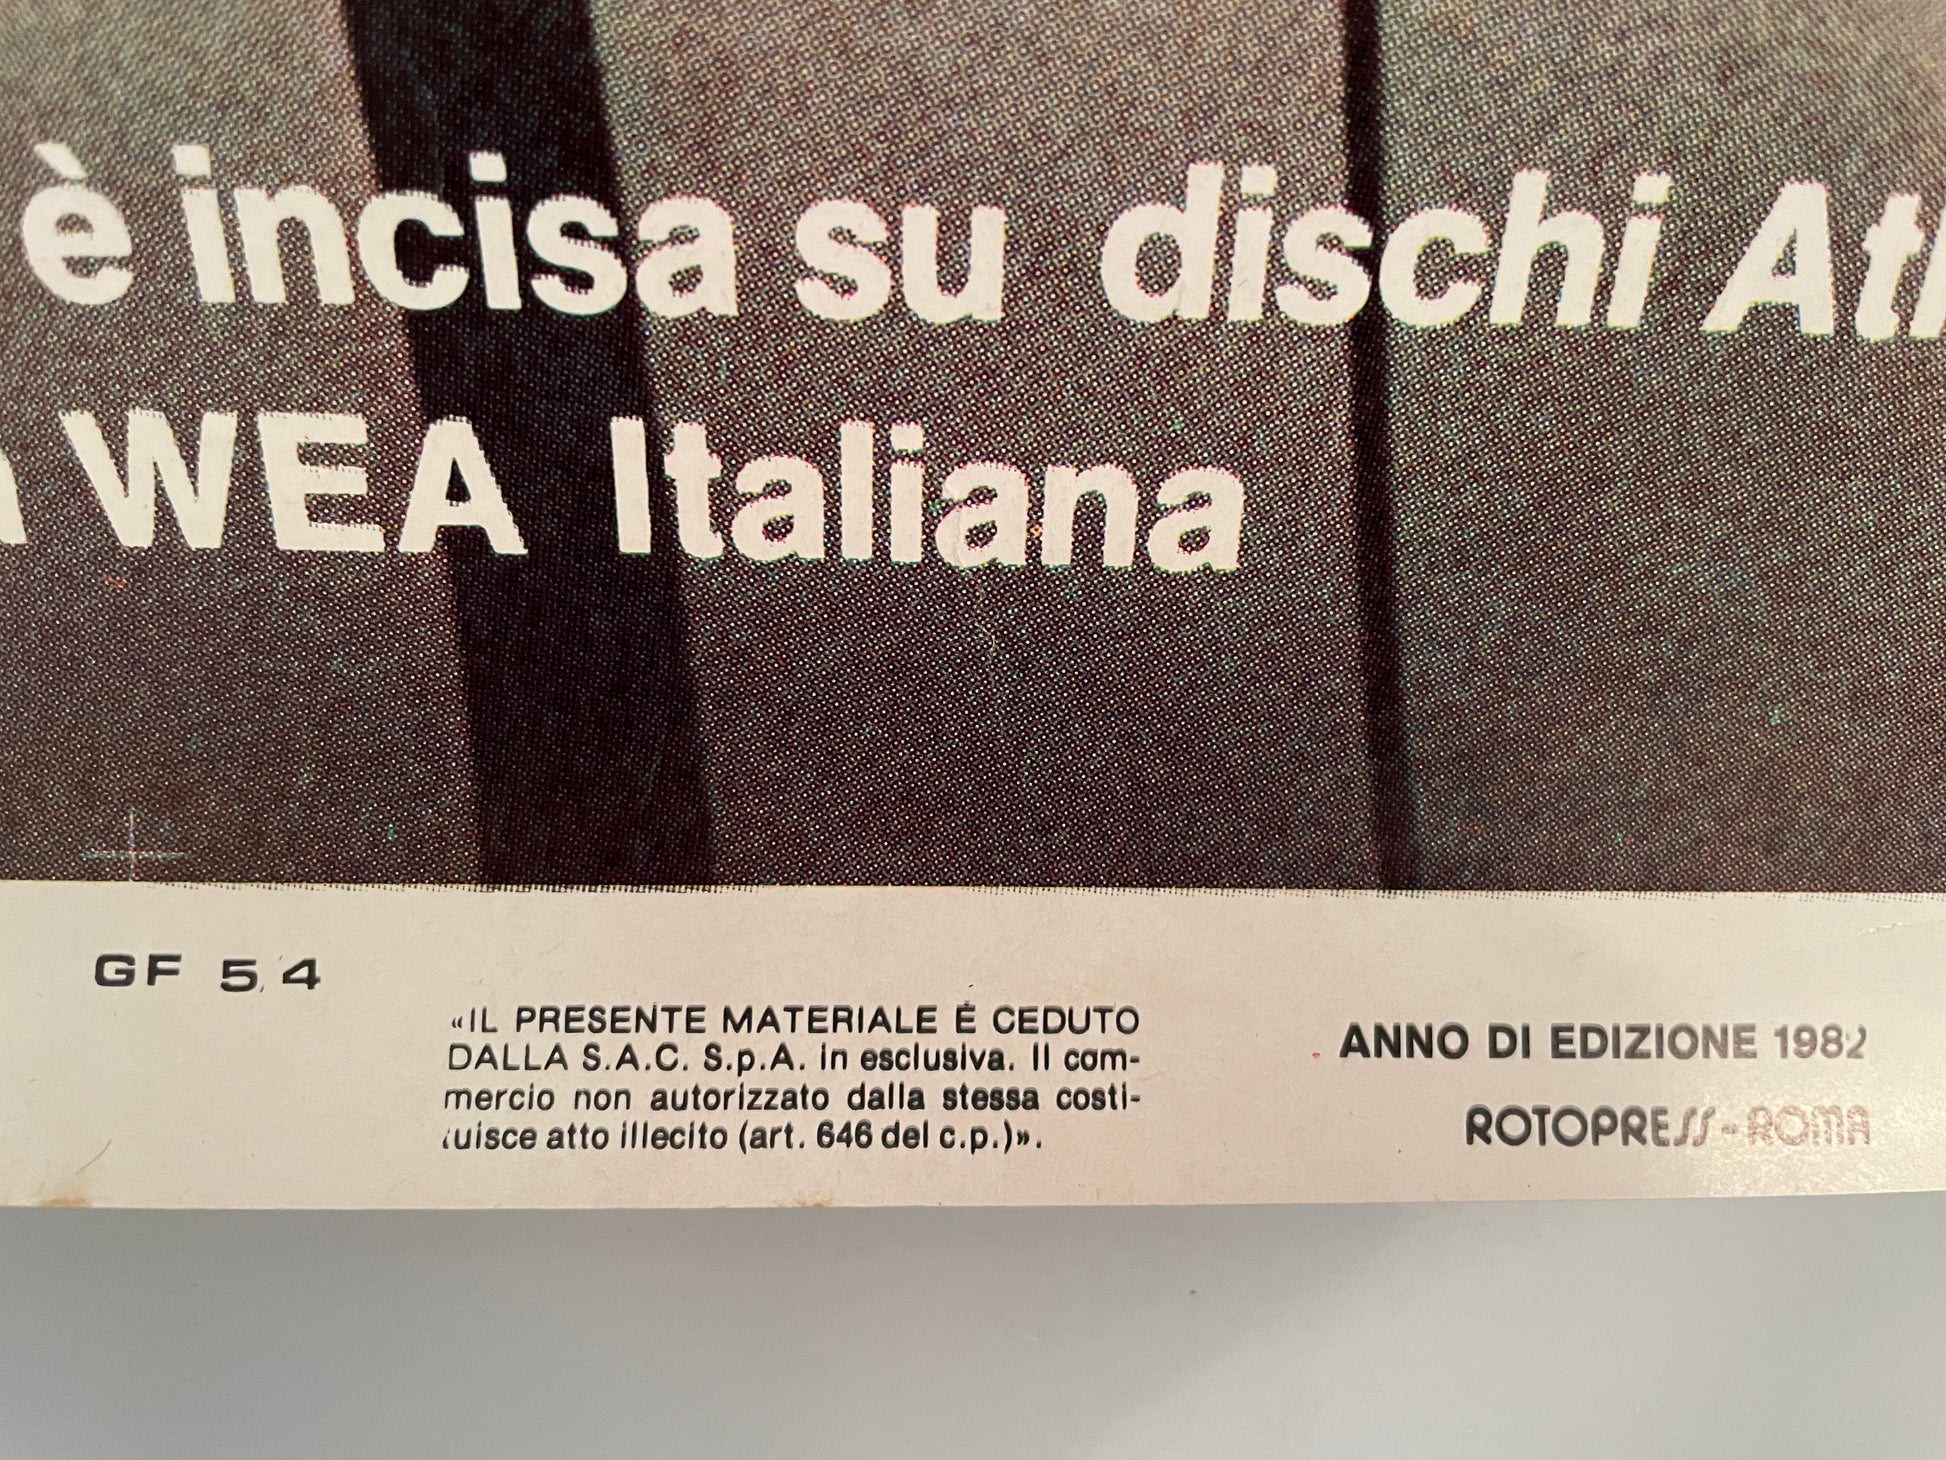 è incisa su dischi Atl
WEA Italiana
GF 5,4
«IL PRESENTE MATERIALE È CEDUTO
DALLA S.A.C. S.p.A. in esclusiva. Il com-
mercio non autorizzato dalla stessa costi-
tuisce atto illecito (art. 646 del c.p.)».
ANNO DI EDIZIONE 1982
ROTOPRESS - ROMA